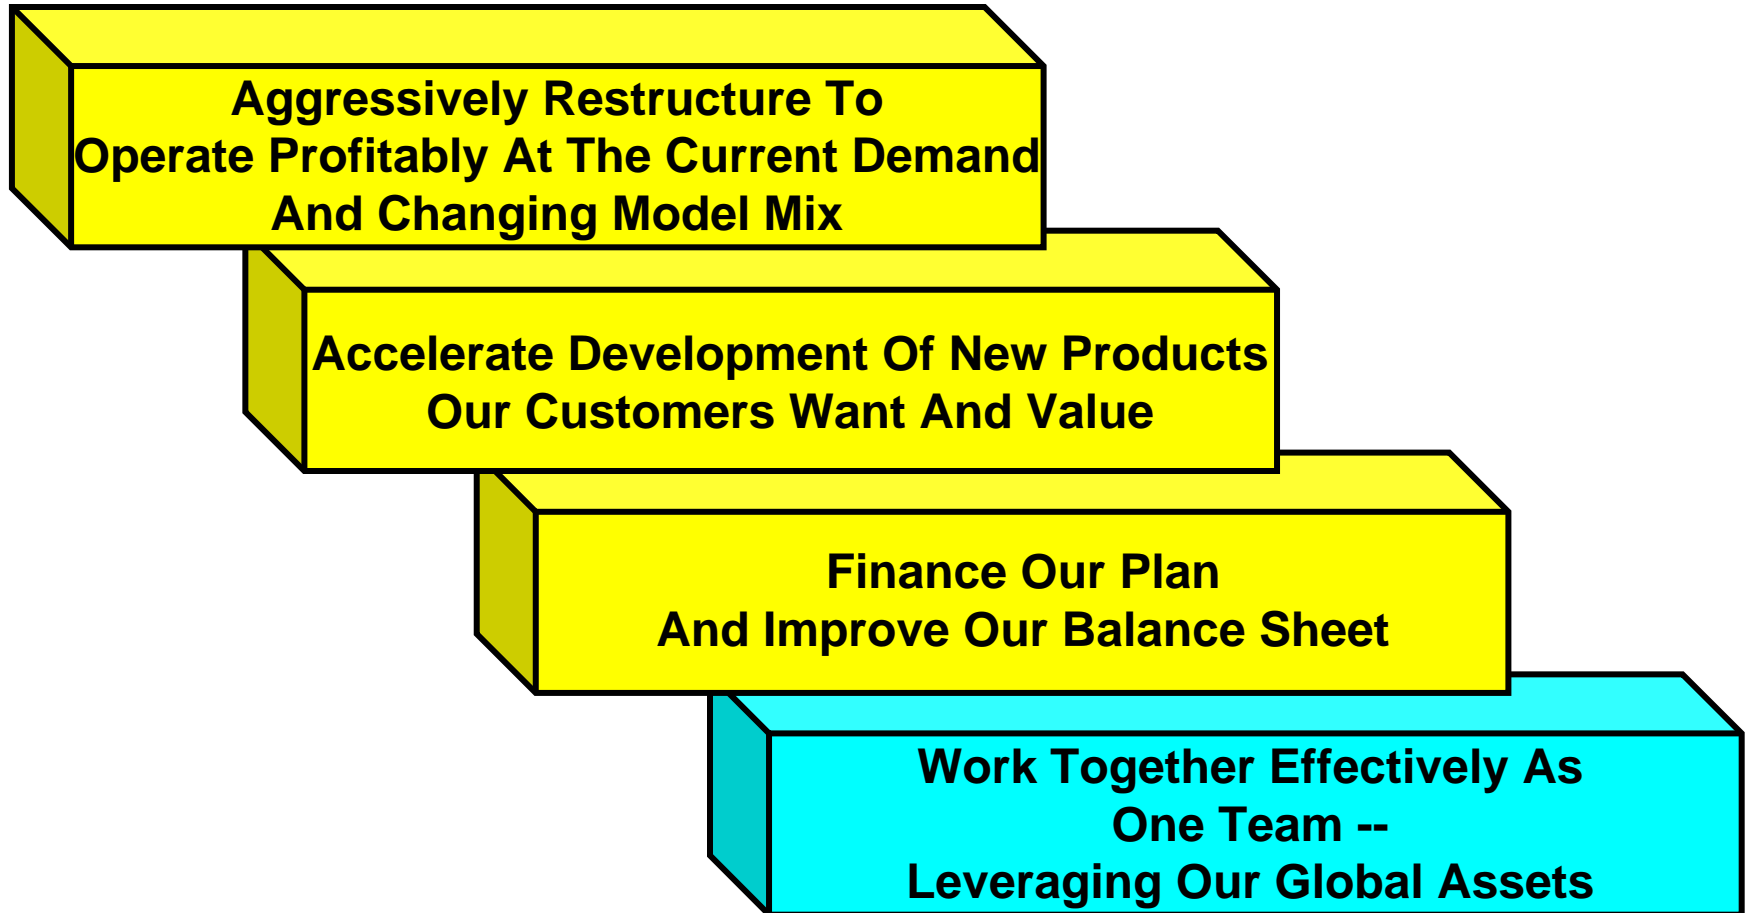 Aggressively Restructure To
Operate Profitably At The Current Demand
And Changing Model Mix
Accelerate Development Of New Products
Our Customers Want And Value
Finance Our Plan
And Improve Our Balance Sheet
Work Together Effectively As
One Team --
Leveraging Our Global Assets